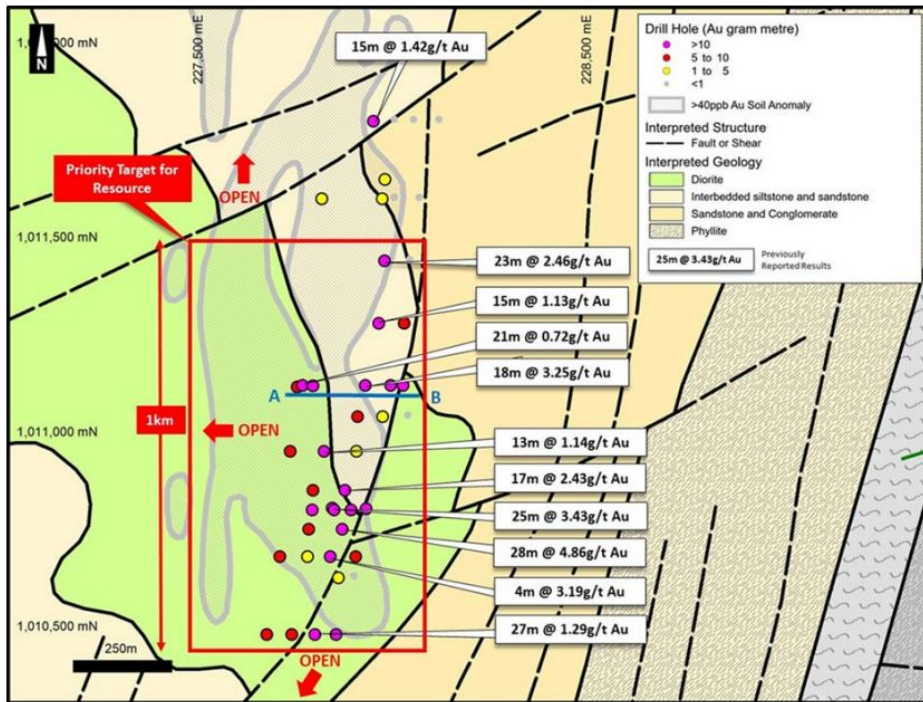 1,012,000 mN
N
227,500 mE
228,500 mE
15m @ 1.42g/t Au
Drill Hole (Au gram metre)
>10
5 to 10
1 to 5
<1
>40ppb Au Soil Anomaly
Interpreted Structure
Fault or Shear
Interpreted Geology
Diorite
Interbedded siltstone and sandstone
Sandstone and Conglomerate
Phyllite
25m @ 3.43g/t Au
Previously
Reported Results
Priority Target for
Resource
OPEN
1,011,500 mN
23m @ 2.46g/t Au
15m @ 1.13g/t Au
21m @ 0.72g/t Au
18m @ 3.25g/t Au
A
B
1km
OPEN
1,011,000 mN
13m @ 1.14g/t Au
17m @ 2.43g/t Au
25m @ 3.43g/t Au
28m @ 4.86g/t Au
4m @ 3.19g/t Au
27m @ 1.29g/t Au
1,010,500 mN
250m
OPEN